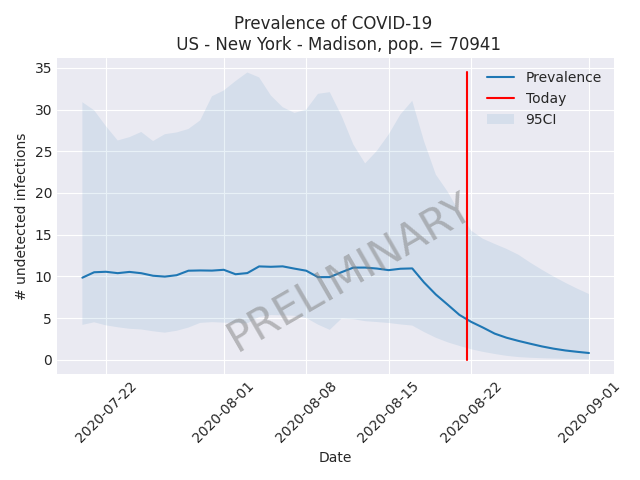 Prevalence of COVID-19
US - New York - Madison, pop. = 70941
35
30
25
20
15
10
5
0
# undetected infections
Prevalence
Today
95CI
PRELIMINARY
2020-07-22
2020-08-01
2020-08-08
2020-08-15
2020-08-22
2020-09-01
Date